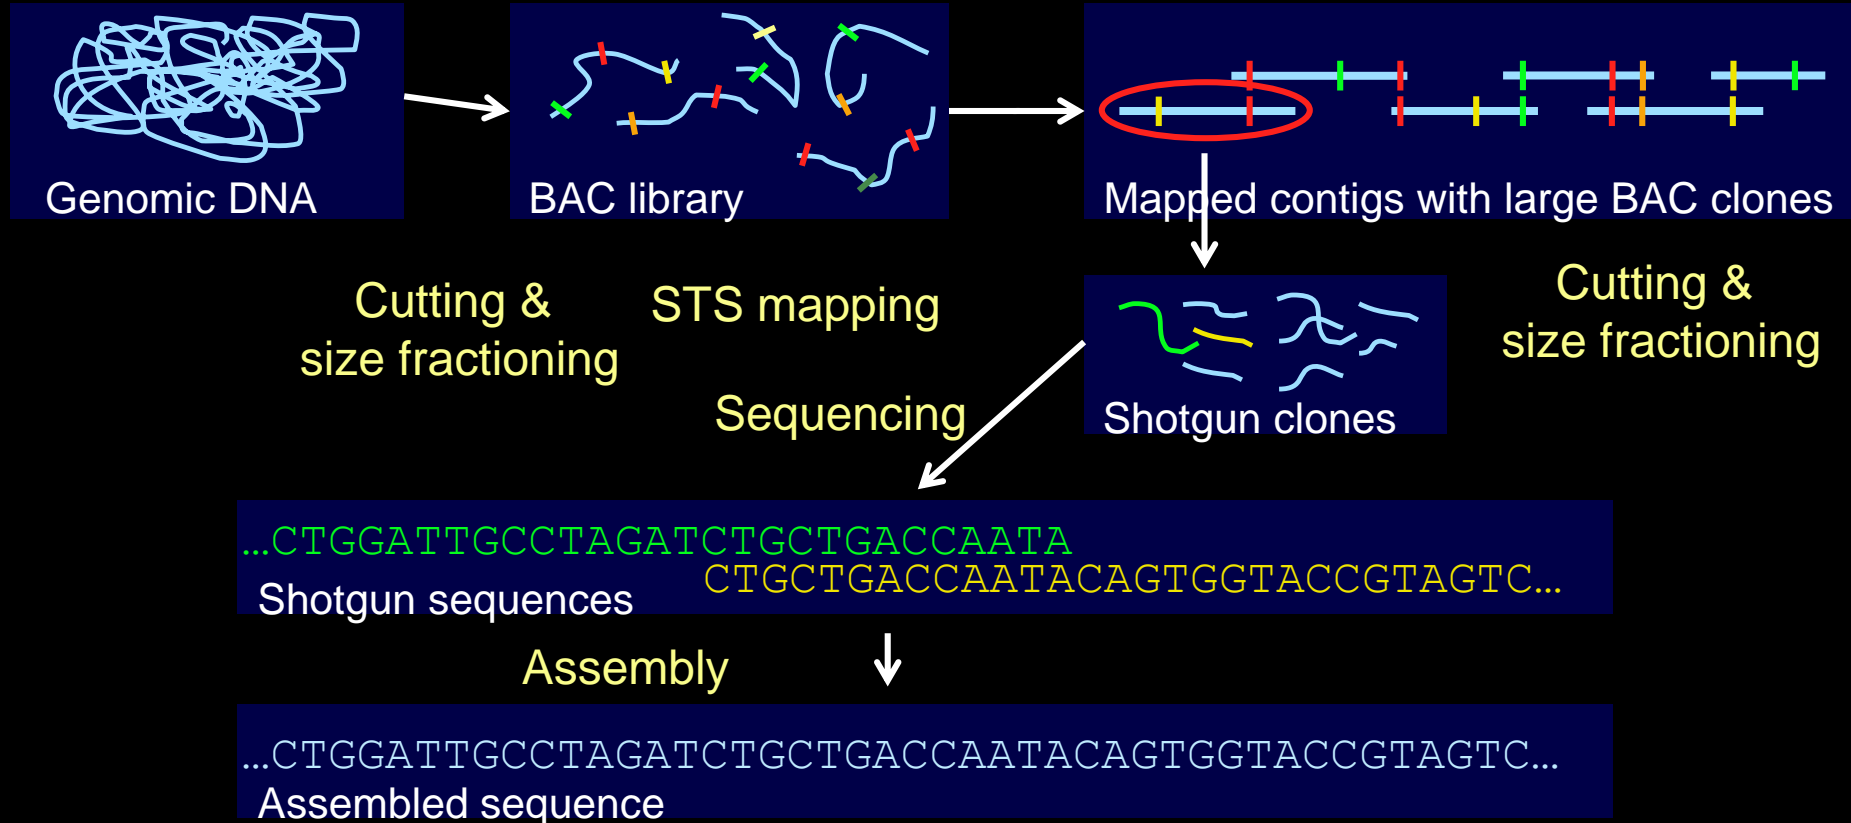 Genomic DNA
BAC library
Mapped contigs with large BAC clones
Cutting &
size fractioning
STS mapping
Cutting &
size fractioning
Sequencing
Shotgun clones
...CTGGATTGCCTAGATCTGCTGACCAATA
CTGCTGACCAATACAGTGGTACCGTAGTC...
Shotgun sequences
Assembly
...CTGGATTGCCTAGATCTGCTGACCAATACAGTGGTACCGTAGTC...
Assembled sequence